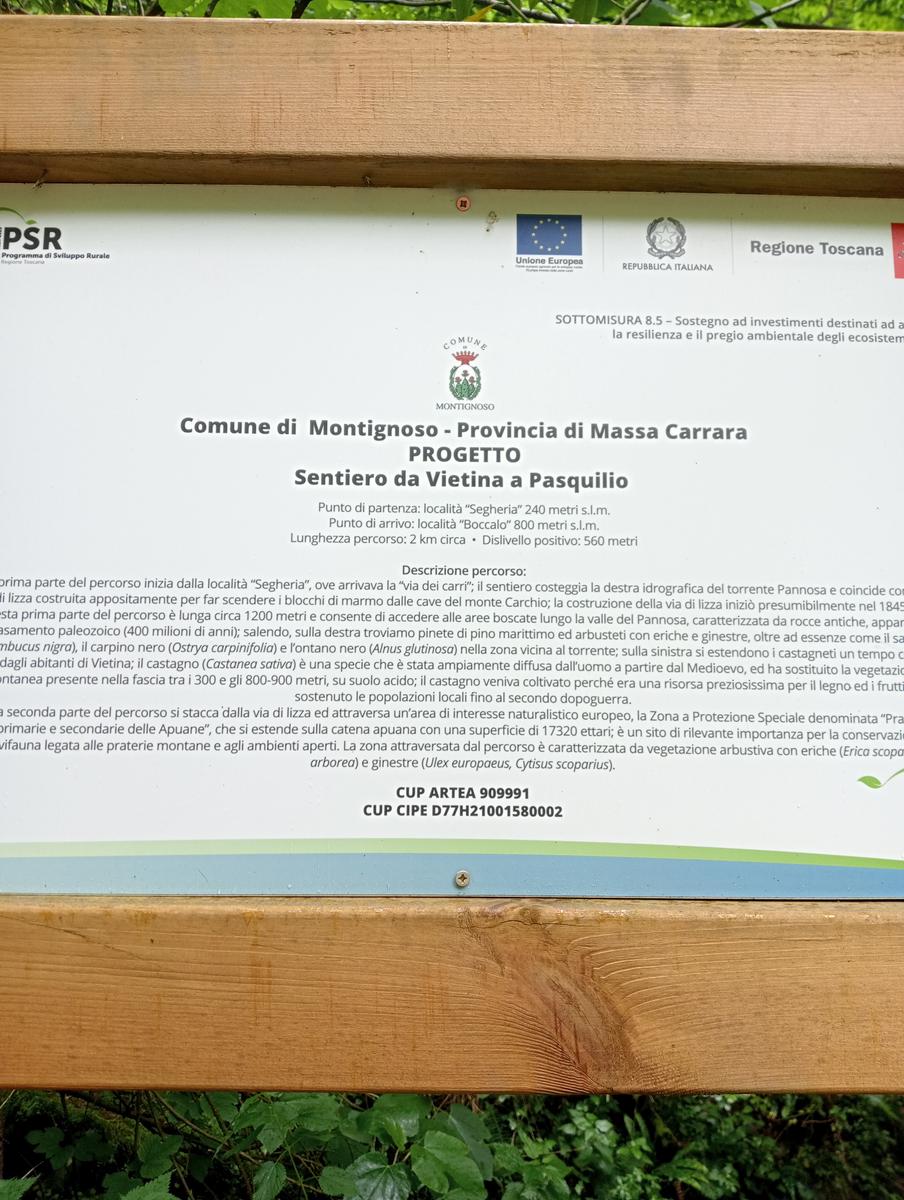 PSR
Programma di Sviluppo Rurale
Regione Toscana
Unione Europea
REPUBBLICA ITALIANA
Regione Toscana
SOTTOMISURA 8.5 – Sostegno ad investimenti destinati ad a
la resilienza e il pregio ambientale degli ecosistem
COMUNE
DI
MONTIGNOSO
Comune di Montignoso - Provincia di Massa Carrara
PROGETTO
Sentiero da Vietina a Pasquilio
Punto di partenza: località “Segheria” 240 metri s.l.m.
Punto di arrivo: località “Boccalo” 800 metri s.l.m.
Lunghezza percorso: 2 km circa • Dislivello positivo: 560 metri
Descrizione percorso:
prima parte del percorso inizia dalla località “Segheria”, ove arrivava la “via dei carri”; il sentiero costeggia la destra idrografica del torrente Pannosa e coincide co
di lizza costruita appositamente per far scendere i blocchi di marmo dalle cave del monte Carchio; la costruzione della via di lizza iniziò presumibilmente nel 1845
esta prima parte del percorso è lunga circa 1200 metri e consente di accedere alle aree boscate lungo la valle del Pannosa, caratterizzata da rocce antiche, appar
asamento paleozoico (400 milioni di anni); salendo, sulla destra troviamo pinete di pino marittimo ed arbusteti con eriche e ginestre, oltre ad essenze come il sa
mbucus nigra), il carpino nero (Ostrya carpinifolia) e l’ontano nero (Alnus glutinosa) nella zona vicina al torrente; sulla sinistra si estendono i castagneti un tempo c
dagli abitanti di Vietina; il castagno (Castanea sativa) è una specie che è stata ampiamente diffusa dall’uomo a partire dal Medioevo, ed ha sostituito la vegetazio
ontanea presente nella fascia tra i 300 e gli 800-900 metri, su suolo acido; il castagno veniva coltivato perché era una risorsa preziosissima per il legno ed i frutti
sostenuto le popolazioni locali fino al secondo dopoguerra.
a seconda parte del percorso si stacca dalla via di lizza ed attraversa un’area di interesse naturalistico europeo, la Zona a Protezione Speciale denominata “Pra
primarie e secondarie delle Apuane”, che si estende sulla catena apuana con una superficie di 17320 ettari; è un sito di rilevante importanza per la conservazi
vifauna legata alle praterie montane e agli ambienti aperti. La zona attraversata dal percorso è caratterizzata da vegetazione arbustiva con eriche (Erica scopa
arborea) e ginestre (Ulex europaeus, Cytisus scoparius).
CUP ARTEA 909991
CUP CIPE D77H21001580002